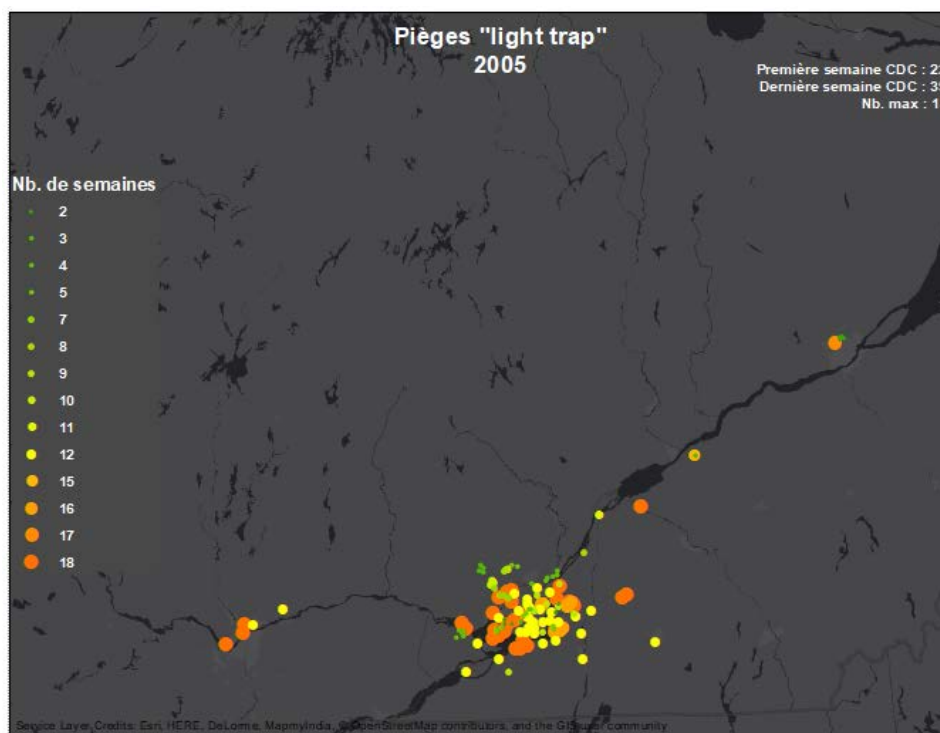 Pièges "light trap"
2005
Première semaine CDC :
Dernière semaine CDC :
Nb. max :
Nb. de semaines
2
3
4
5
7
8
9
10
11
12
15
16
17
18
Service Layer Credits: Esri, HERE, DeLorme, MapmyIndia, © OpenStreetMap contributors, and the GIS user community